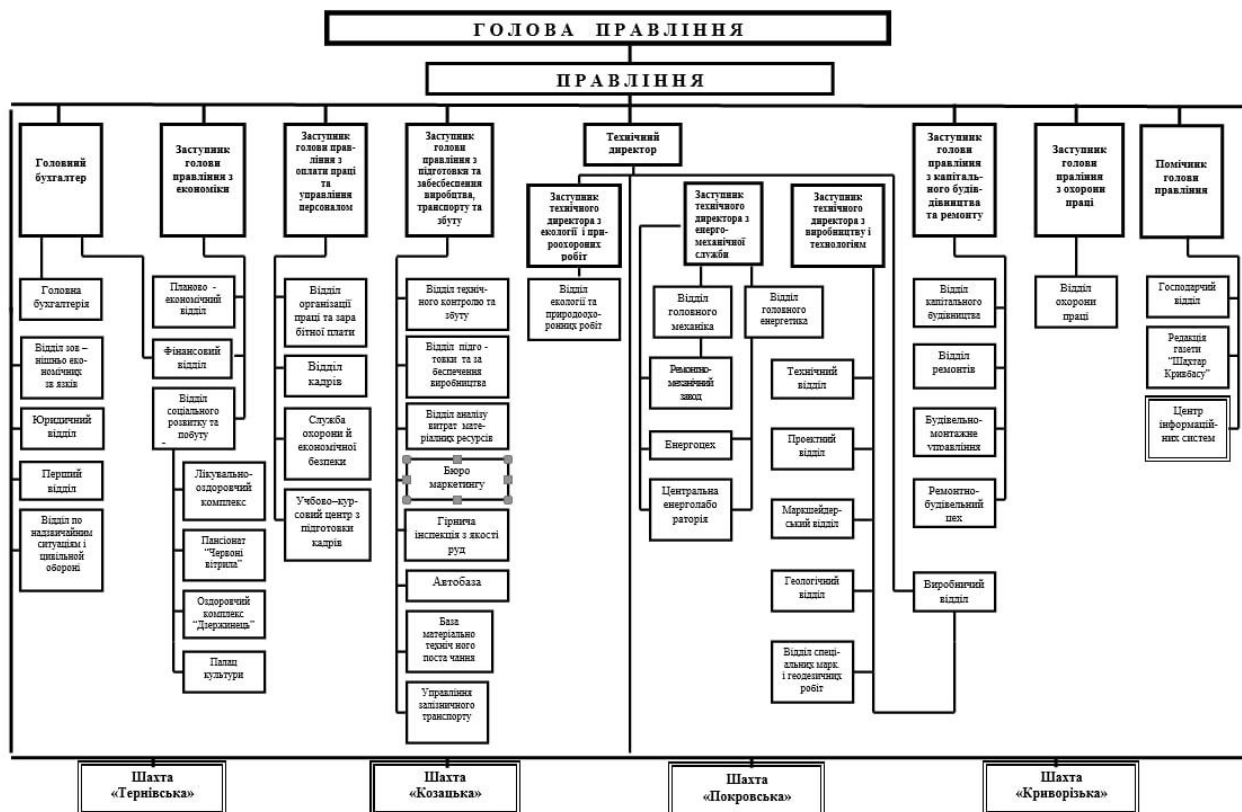 ГОЛОВА ПРАВЛІННЯ
ПРАВЛІННЯ
Головний
бухгалтер
Заступник
голови
правління з
економіки
Заступник
голови прав-
ління з
оплати праці
та
управління
персоналом
Заступник
голови
правління з
підготовки та
забесбечення
виробництва,
транспорту та
збуту
Технічний
директор
Заступник
голови
правління
з капіталь-
ного будів-
дівництва
та ремонту
Заступник
голови
праління
з охорони
праці
Помічник
голови
правління
Заступник
технічного
директора з
екології і при-
роохороних
робіт
Заступник
технічного
директора з
енерго-
механічної
служби
Заступник
технічного
директора з
виробництву і
технологіям
Головна
бухгалтерія
Відділ зов –
нішньо еко-
номічних
зв язків
Юридичний
відділ
Перший
відділ
Відділ по
надзвичайним
ситуаціям і
цивільной
обороні
Планово -
економічний
відділ
Фінансовий
відділ
Відділ
соціального
розвитку та
побуту
Лікувально-
оздоровчий
комплекс
Пансіонат
“Червоні
вітрила”
Оздоровчий
комплекс
“Дзержинець”
Палац
культури
Відділ
організації
праці та зара
бітної плати
Відділ
кадрів
Служба
охорони й
економічної
безпеки
Учбово–кур-
совий центр з
підготовки
кадрів
Відділ техніч-
ного контролю та
збуту
Відділ підго -
товки та за
беспечення
виробництва
Відділ аналізу
витрат мате-
ріалних ресурсів
Бюро
маркетингу
Гірнича
інспекція з якості
руд
Автобаза
База
матеріально
техніч ного
поста чання
Управління
залізничного
транспорту
Відділ
екології та
природоохо-
ронних робіт
Відділ
головного
механіка
Відділ
головного
енергетика
Ремонтно-
механічний
завод
Енергоцех
Центральна
енерголабо
раторія
Технічний
відділ
Проектний
відділ
Маркшейдер-
ський відділ
Геологічний
відділ
Відділ спеці-
альних марк.
і геодезичних
робіт
Відділ
капітального
будівництва
Відділ
ремонтів
Будівельно-
монтажне
управління
Ремонтно-
будівельний
цех
Виробничий
відділ
Відділ
охорони
праці
Господарчий
відділ
Редакція
газети
“Шахтар
Кривбасу”
Центр
інформацій-
них систем
Шахта
«Тернівська»
Шахта
«Козацька»
Шахта
«Покровська»
Шахта
«Криворізька»